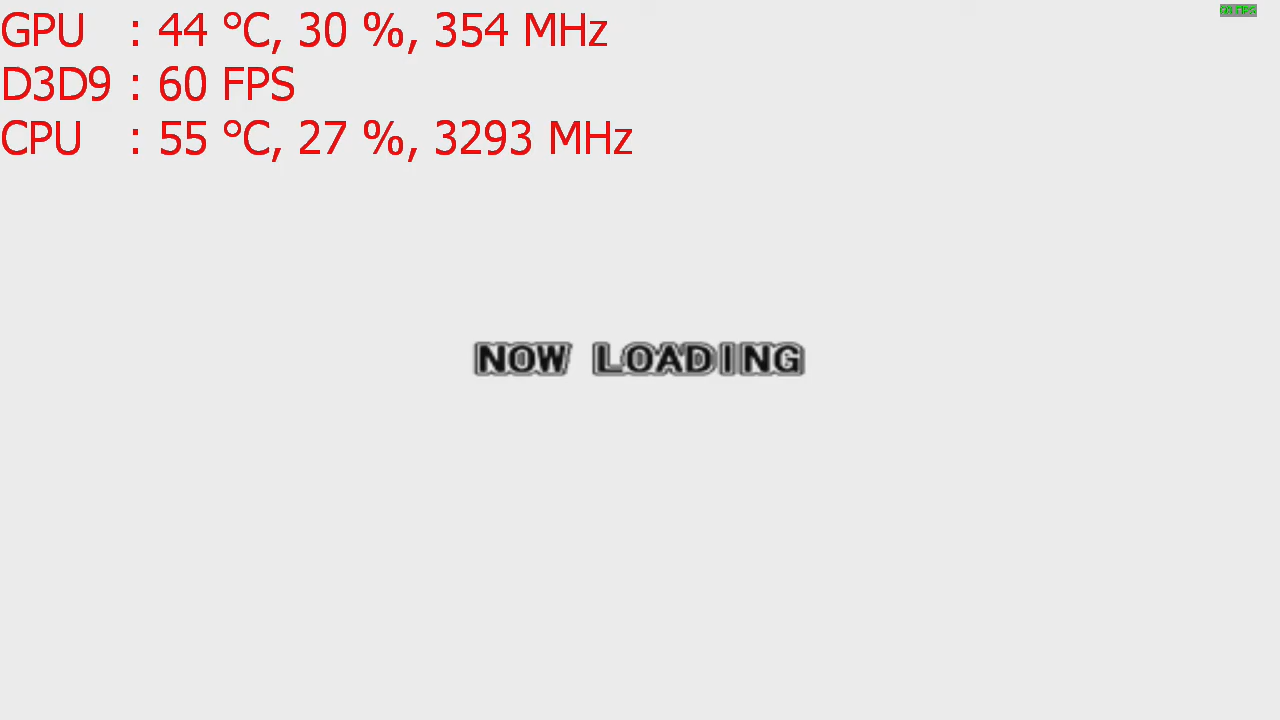 GPU : 44 °C, 30 %, 354 MHz
D3D9 : 60 FPS
CPU : 55 °C, 27 %, 3293 MHz
NOW LOADING